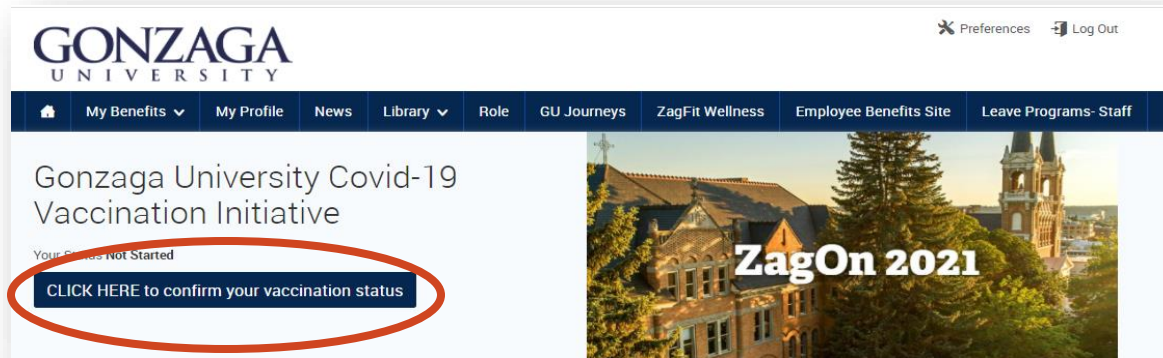 GONZAGA
UNIVERSITY
Preferences Log Out
My Benefits My Profile News Library Role GU Journeys ZagFit Wellness Employee Benefits Site Leave Programs- Staff
Gonzaga University Covid-19
Vaccination Initiative
Your Status Not Started
CLICK HERE to confirm your vaccination status
ZagOn 2021